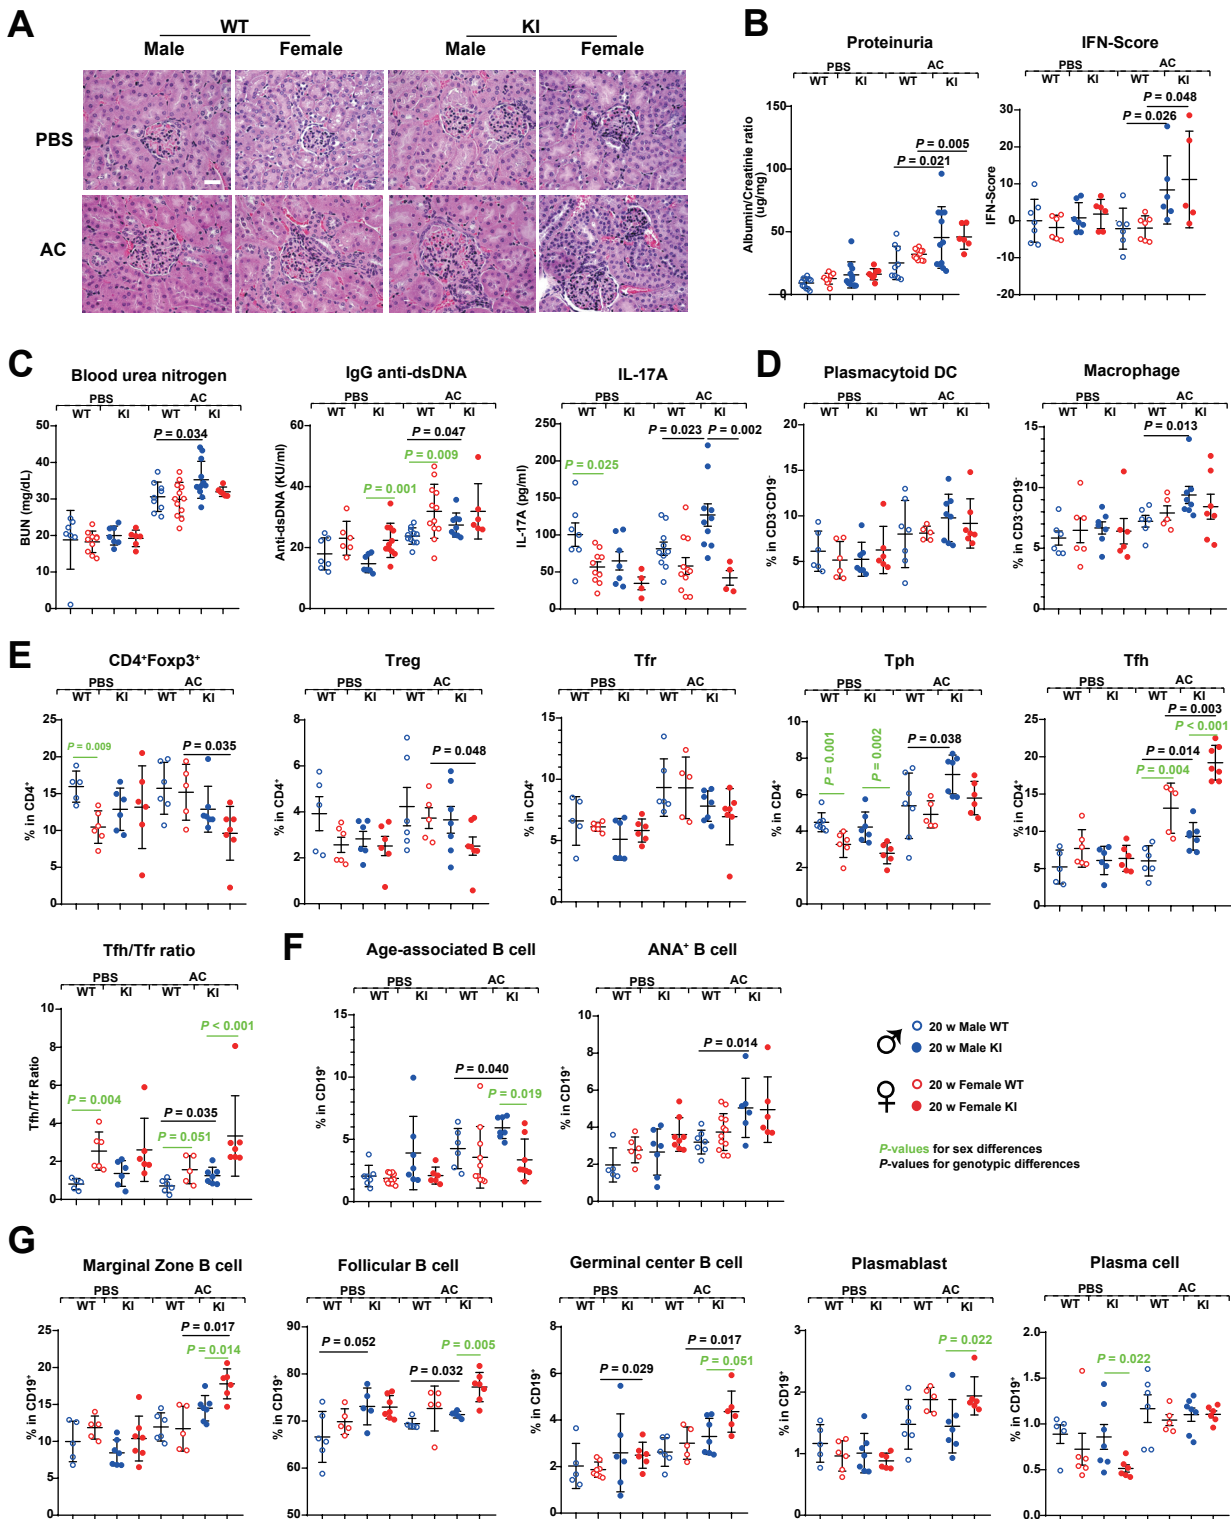 A
WT
KI
Male
Female
Male
Female
PBS
AC
B
Proteinuria
PBS
AC
WT
KI
WT
KI
Albumin/Creatinie ratio
(ug/mg)
150
100
50
0
P = 0.005
P = 0.021
IFN-Score
PBS
AC
WT
KI
WT
KI
IFN-Score
30
20
10
0
-10
-20
P = 0.048
P = 0.026
C
Blood urea nitrogen
PBS
AC
WT
KI
WT
KI
BUN (mg/dL)
50
40
30
20
10
0
P = 0.034
IgG anti-dsDNA
PBS
AC
WT
KI
WT
KI
Anti-dsDNA (KU/ml)
60
40
20
0
P = 0.047
P = 0.009
P = 0.001
IL-17A
PBS
AC
WT
KI
WT
KI
IL-17A (pg/ml)
250
200
150
100
50
0
P = 0.023
P = 0.002
P = 0.025
D
Plasmacytoid DC
PBS
AC
WT
KI
WT
KI
% in CD3-CD19-
20
15
10
5
0
Macrophage
PBS
AC
WT
KI
WT
KI
% in CD3-CD19-
15
10
5
0
P = 0.013
E
CD4+Foxp3+
PBS
AC
WT
KI
WT
KI
% in CD4+
25
20
15
10
5
0
P = 0.009
P = 0.035
Treg
PBS
AC
WT
KI
WT
KI
% in CD4+
8
6
4
2
0
P = 0.048
Tfr
PBS
AC
WT
KI
WT
KI
% in CD4+
15
10
5
0
Tph
PBS
AC
WT
KI
WT
KI
% in CD4+
10
8
6
4
2
0
P = 0.001
P = 0.002
P = 0.038
Tfh
PBS
AC
WT
KI
WT
KI
% in CD4+
25
20
15
10
5
0
P = 0.003
P < 0.001
P = 0.014
P = 0.004
Tfh/Tfr ratio
PBS
AC
WT
KI
WT
KI
Tfh/Tfr Ratio
10
8
6
4
2
0
P < 0.001
P = 0.004
P = 0.035
P = 0.051
F
Age-associated B cell
PBS
AC
WT
KI
WT
KI
% in CD19+
15
10
5
0
P = 0.040
P = 0.019
ANA+ B cell
PBS
AC
WT
KI
WT
KI
% in CD19+
10
8
6
4
2
0
P = 0.014
♂
20 w Male WT
20 w Male KI
♀
20 w Female WT
20 w Female KI
P-values for sex differences
P-values for genotypic differences
G
Marginal Zone B cell
PBS
AC
WT
KI
WT
KI
% in CD19+
25
20
15
10
5
0
P = 0.017
P = 0.014
Follicular B cell
PBS
AC
WT
KI
WT
KI
% in CD19+
90
80
70
60
50
P = 0.052
P = 0.005
P = 0.032
Germinal center B cell
PBS
AC
WT
KI
WT
KI
% in CD19+
8
6
4
2
0
P = 0.017
P = 0.051
P = 0.029
Plasmablast
PBS
AC
WT
KI
WT
KI
% in CD19+
3
2
1
0
P = 0.022
Plasma cell
PBS
AC
WT
KI
WT
KI
% in CD19+
2.0
1.5
1.0
0.5
0.0
P = 0.022